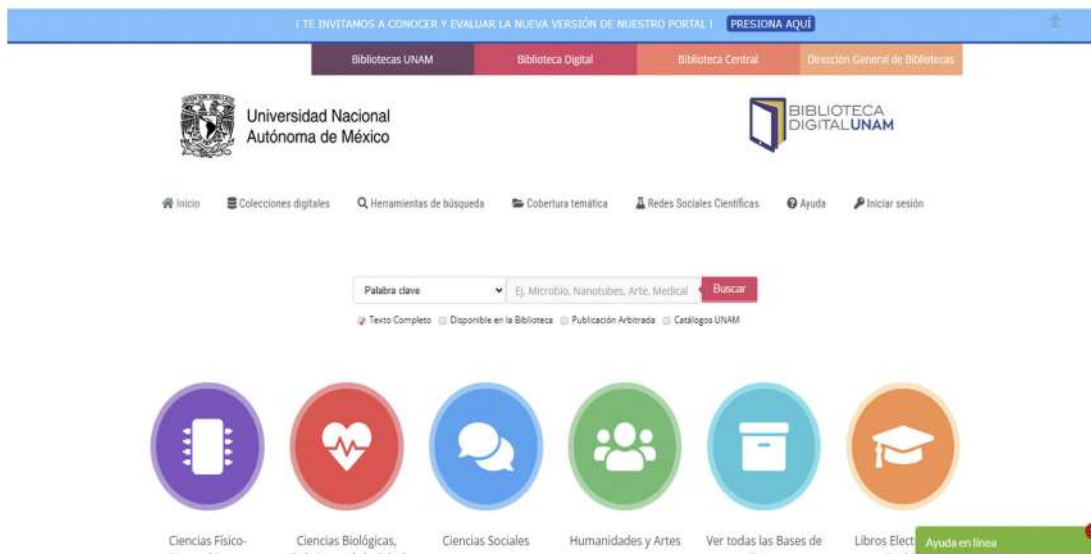 ¡ TE INVITAMOS A CONOCER Y EVALUAR LA NUEVA VERSIÓN DE NUESTRO PORTAL ! PRESIONA AQUÍ
Bibliotecas UNAM Biblioteca Digital Biblioteca Central Dirección General de Bibliotecas
Universidad Nacional
Autónoma de México
BIBLIOTECA
DIGITAL UNAM
Inicio Colecciones digitales Herramientas de búsqueda Cobertura temática Redes Sociales Científicas Ayuda Iniciar sesión
Palabra clave Ej. Microbio, Nanotubes, Arte, Medical Buscar
Texto Completo Disponible en la Biblioteca Publicación Arbitrada Catálogos UNAM
Ciencias Físico- Ciencias Biológicas, Ciencias Sociales Humanidades y Artes Ver todas las Bases de Libros Elect
Ayuda en línea